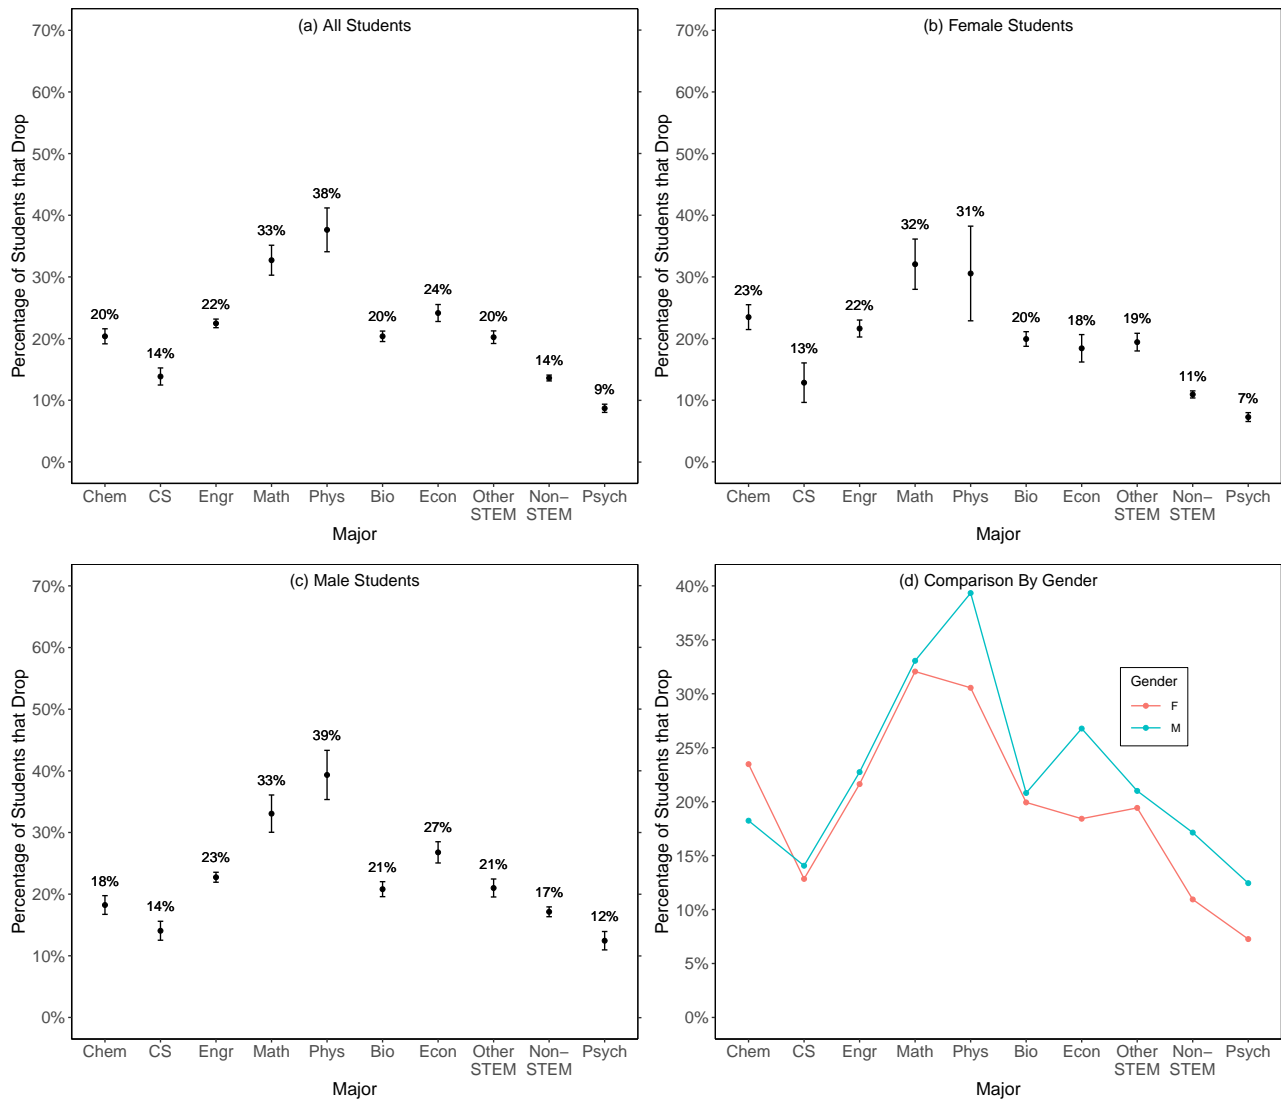 (a) All Students
70%
60%
50%
40%
30%
20%
10%
0%
Percentage of Students that Drop
20%
14%
22%
33%
38%
20%
24%
20%
14%
9%
Chem CS Engr Math Phys Bio Econ Other Non− Psych
STEM STEM
Major
(b) Female Students
70%
60%
50%
40%
30%
20%
10%
0%
Percentage of Students that Drop
23%
13%
22%
32%
31%
20%
18%
19%
11%
7%
Chem CS Engr Math Phys Bio Econ Other Non− Psych
STEM STEM
Major
(c) Male Students
70%
60%
50%
40%
30%
20%
10%
0%
Percentage of Students that Drop
18%
14%
23%
33%
39%
21%
27%
21%
17%
12%
Chem CS Engr Math Phys Bio Econ Other Non− Psych
STEM STEM
Major
(d) Comparison By Gender
40%
35%
30%
25%
20%
15%
10%
5%
0%
Percentage of Students that Drop
Gender
F
M
Chem CS Engr Math Phys Bio Econ Other Non− Psych
STEM STEM
Major